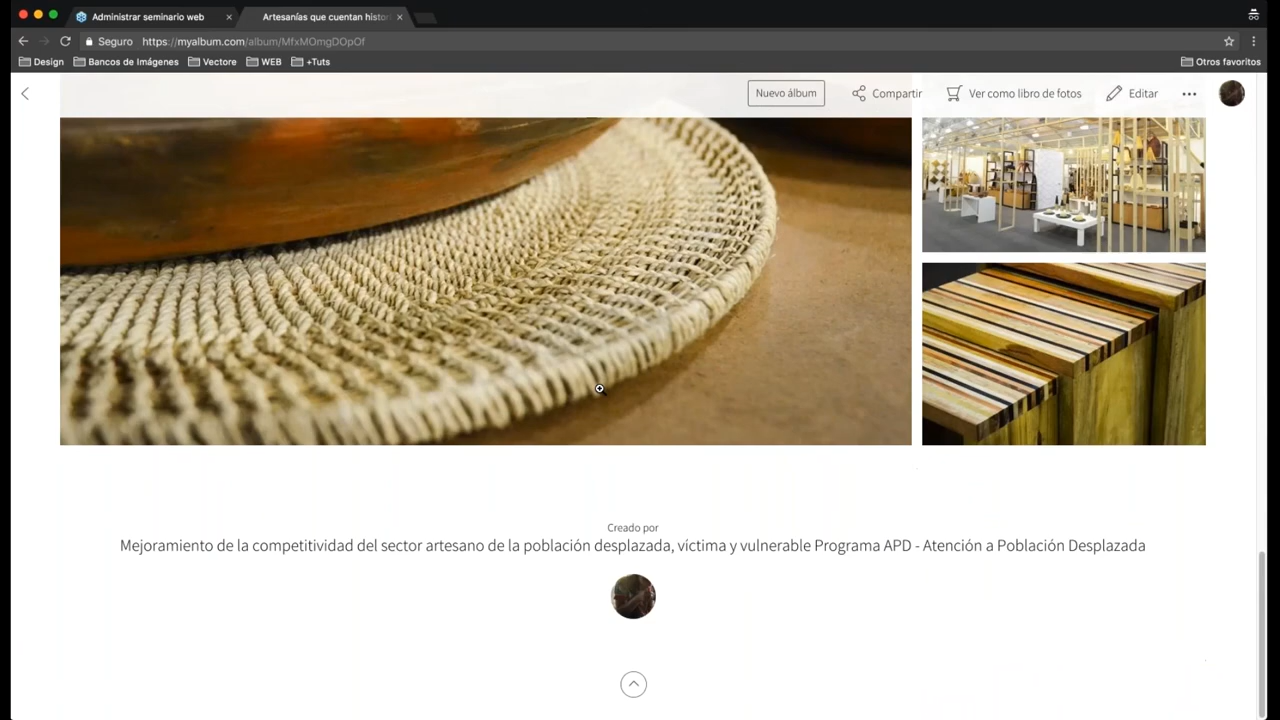 Administrar seminario web
Artesanías que cuentan histori
Seguro https://myalbum.com/album/MfxMOmgDOpOf
Design Bancos de Imágenes Vectore WEB +Tuts Otros favoritos
Nuevo álbum Compartir Ver como libro de fotos Editar
Creado por
Mejoramiento de la competitividad del sector artesano de la población desplazada, víctima y vulnerable Programa APD - Atención a Población Desplazada